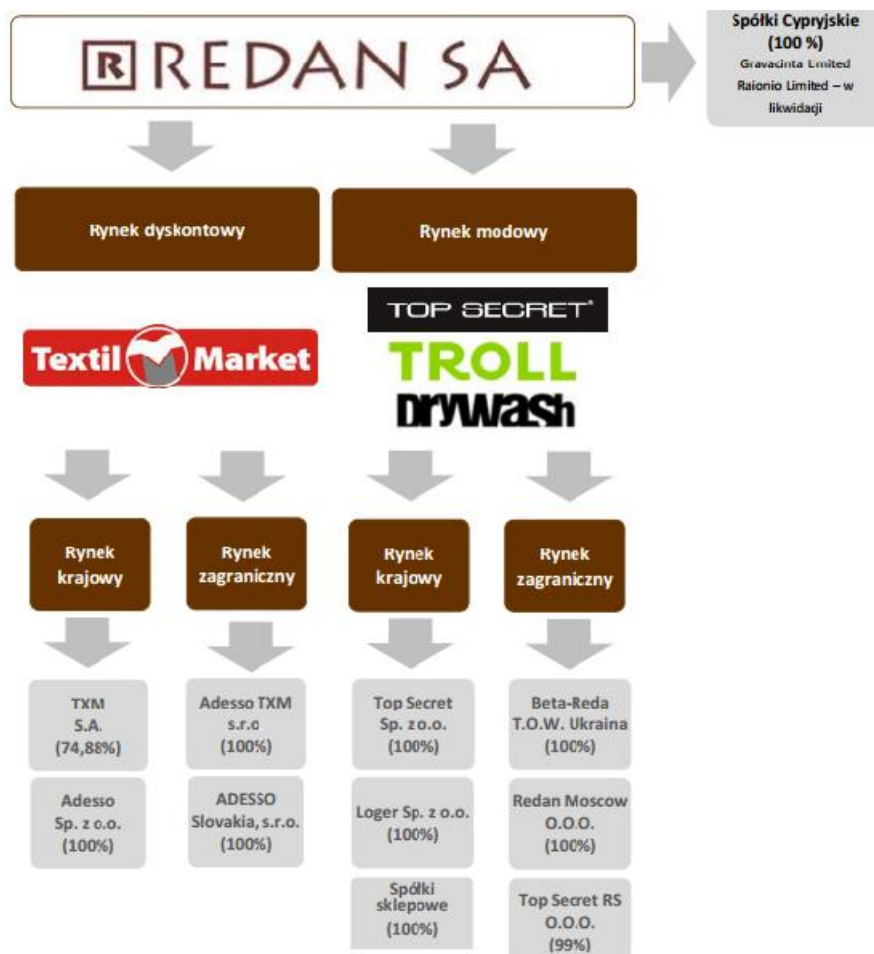 R REDAN SA
Spółki Cypryjskie
(100 %)
Gravacinta Limited
Raionio Limited – w
likwidacji
Rynek dyskontowy
Rynek modowy
Textil Market
TOP SECRET®
TROLL
DRYWASH
Rynek
krajowy
Rynek
zagraniczny
Rynek
krajowy
Rynek
zagraniczny
TXM
S.A.
(74,88%)
Adesso TXM
s.r.o
(100%)
Top Secret
Sp. z o.o.
(100%)
Beta-Reda
T.O.W. Ukraina
(100%)
Adesso
Sp. z o.o.
(100%)
ADESSO
Slovakia, s.r.o.
(100%)
Loger Sp. z o.o.
(100%)
Redan Moscow
O.O.O.
(100%)
Spółki
sklepowe
(100%)
Top Secret RS
O.O.O.
(99%)